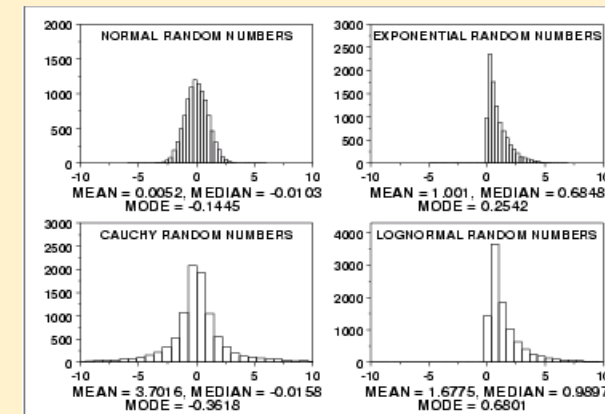 NORMAL RANDOM NUMBERS
2000
1500
1000
500
0
-10 -5 0 5 10
MEAN = 0.0052, MEDIAN = -0.0103
MODE = -0.1445
EXPONENTIAL RANDOM NUMBERS
3000
2500
2000
1500
1000
500
0
-10 -5 0 5 10
MEAN = 1.001, MEDIAN = 0.6848
MODE = 0.2542
CAUCHY RANDOM NUMBERS
3000
2500
2000
1500
1000
500
0
-10 -5 0 5 10
MEAN = 3.7016, MEDIAN = -0.0158
MODE = -0.3618
LOGNORMAL RANDOM NUMBERS
4000
3000
2000
1000
0
-10 -5 0 5 10
MEAN = 1.6775, MEDIAN = 0.9897
MODE = 0.6801